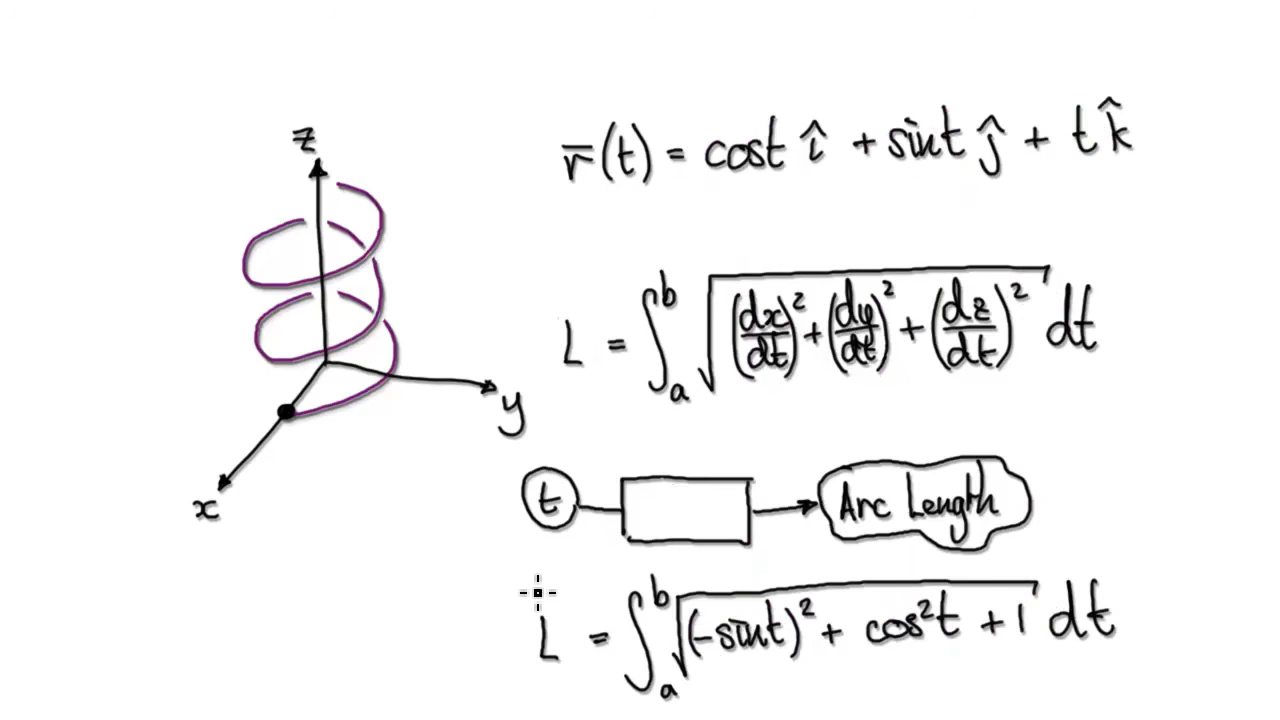 z
r̄(t) = cost î + sint ĵ + t k̂
L = ∫_a^b √((dx/dt)² + (dy/dt)² + (dz/dt)²) dt
y
x
t → Arc Length
L = ∫_a^b √((-sint)² + cos²t + 1) dt